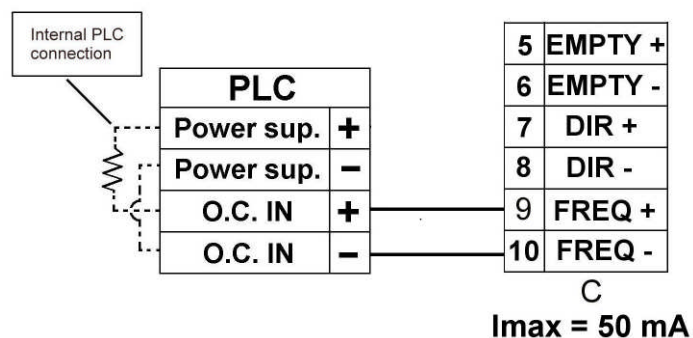 Internal PLC
connection
PLC
Power sup. +
Power sup. −
O.C. IN +
O.C. IN −
5 EMPTY +
6 EMPTY -
7 DIR +
8 DIR -
9 FREQ +
10 FREQ -
C
Imax = 50 mA